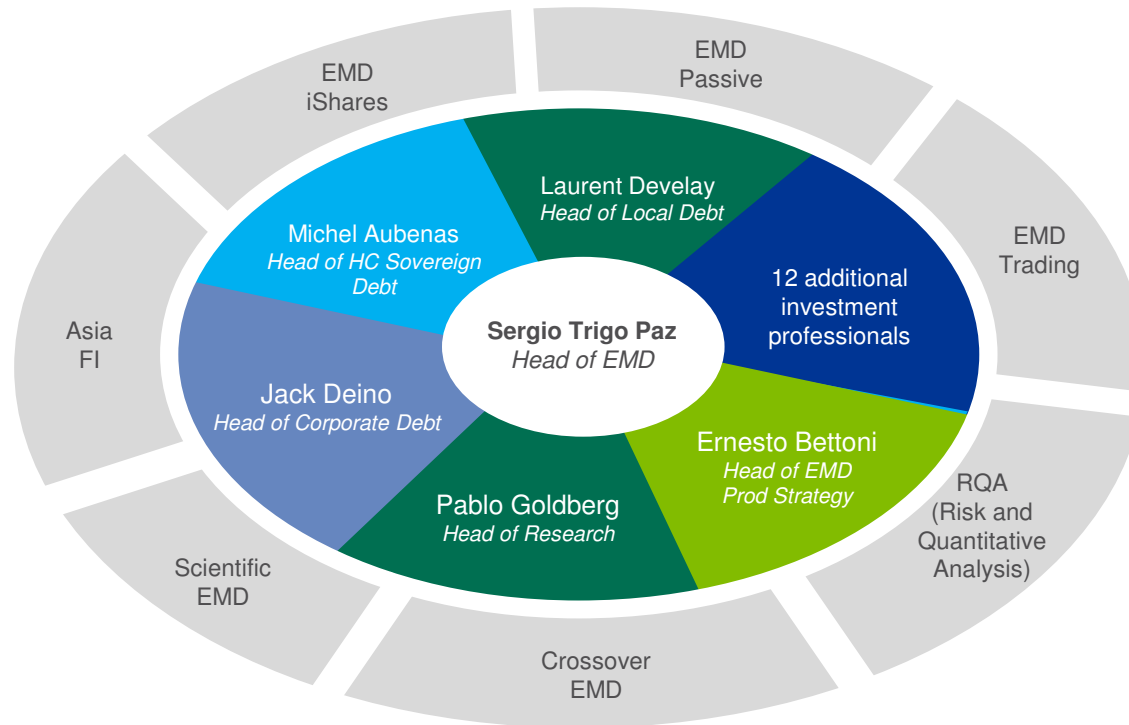 EMD
iShares
EMD
Passive
EMD
Trading
RQA
(Risk and
Quantitative
Analysis)
Crossover
EMD
Scientific
EMD
Asia
FI
Michel Aubenas
Head of HC Sovereign
Debt
Laurent Develay
Head of Local Debt
12 additional
investment
professionals
Ernesto Bettoni
Head of EMD
Prod Strategy
Pablo Goldberg
Head of Research
Jack Deino
Head of Corporate Debt
Sergio Trigo Paz
Head of EMD